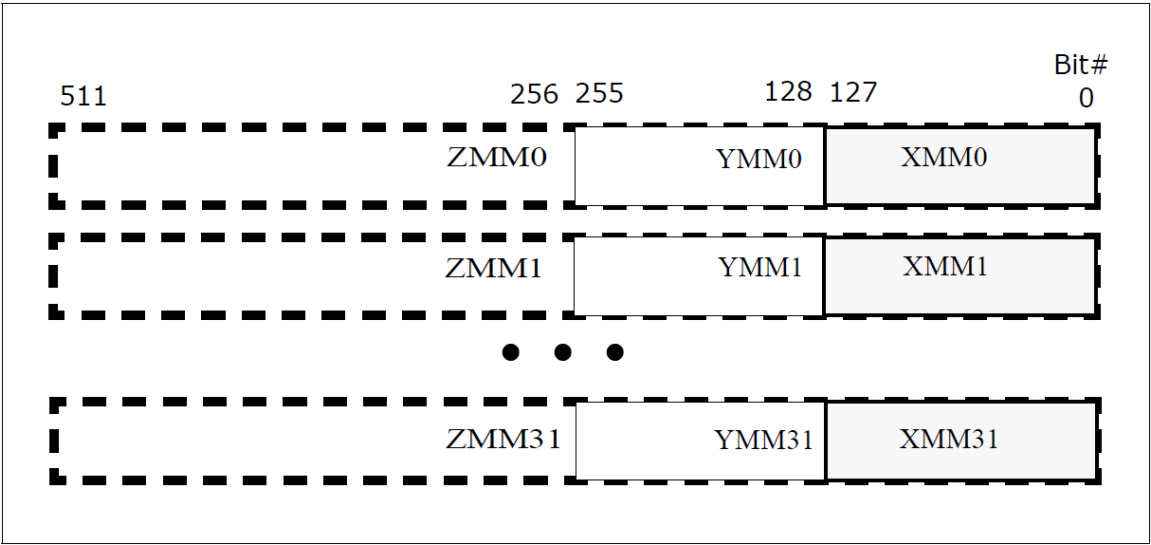 Bit#
511 256 255 128 127 0
ZMM0 YMM0 XMM0
ZMM1 YMM1 XMM1
ZMM31 YMM31 XMM31